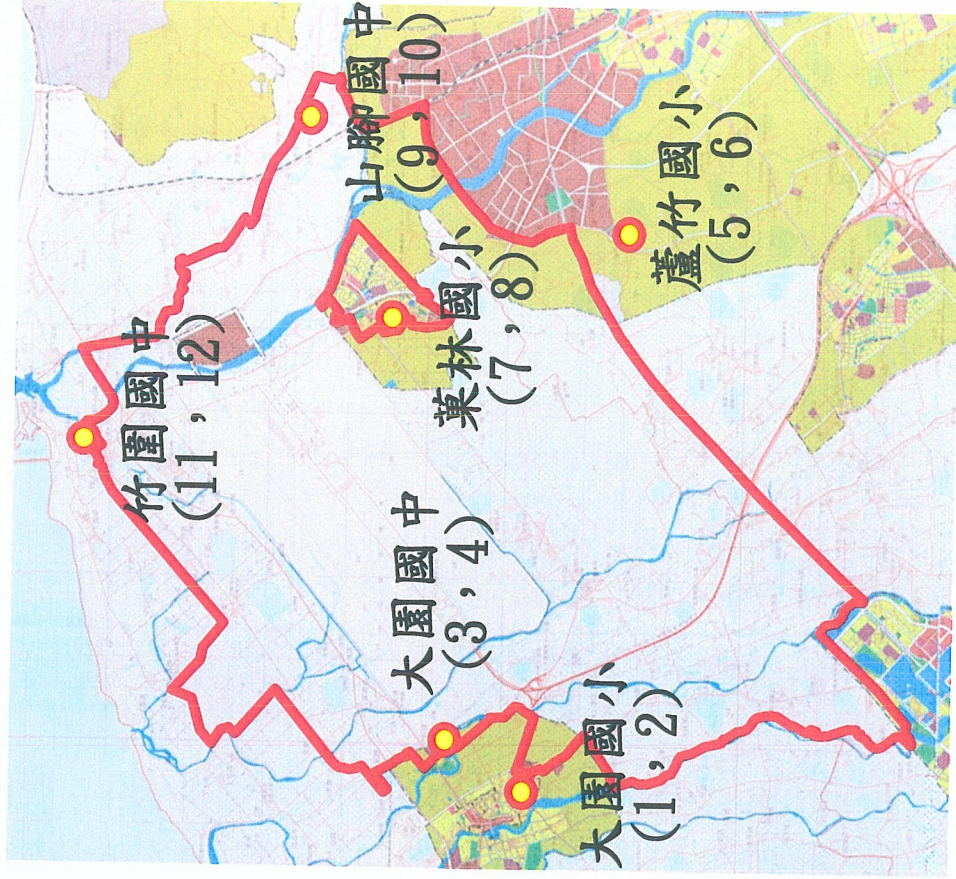 竹圍國中
(11,12)
山腳國中
(9,10)
菓林國小
(7,8)
蘆竹國小
(5,6)
大園國中
(3,4)
大園國小
(1,2)